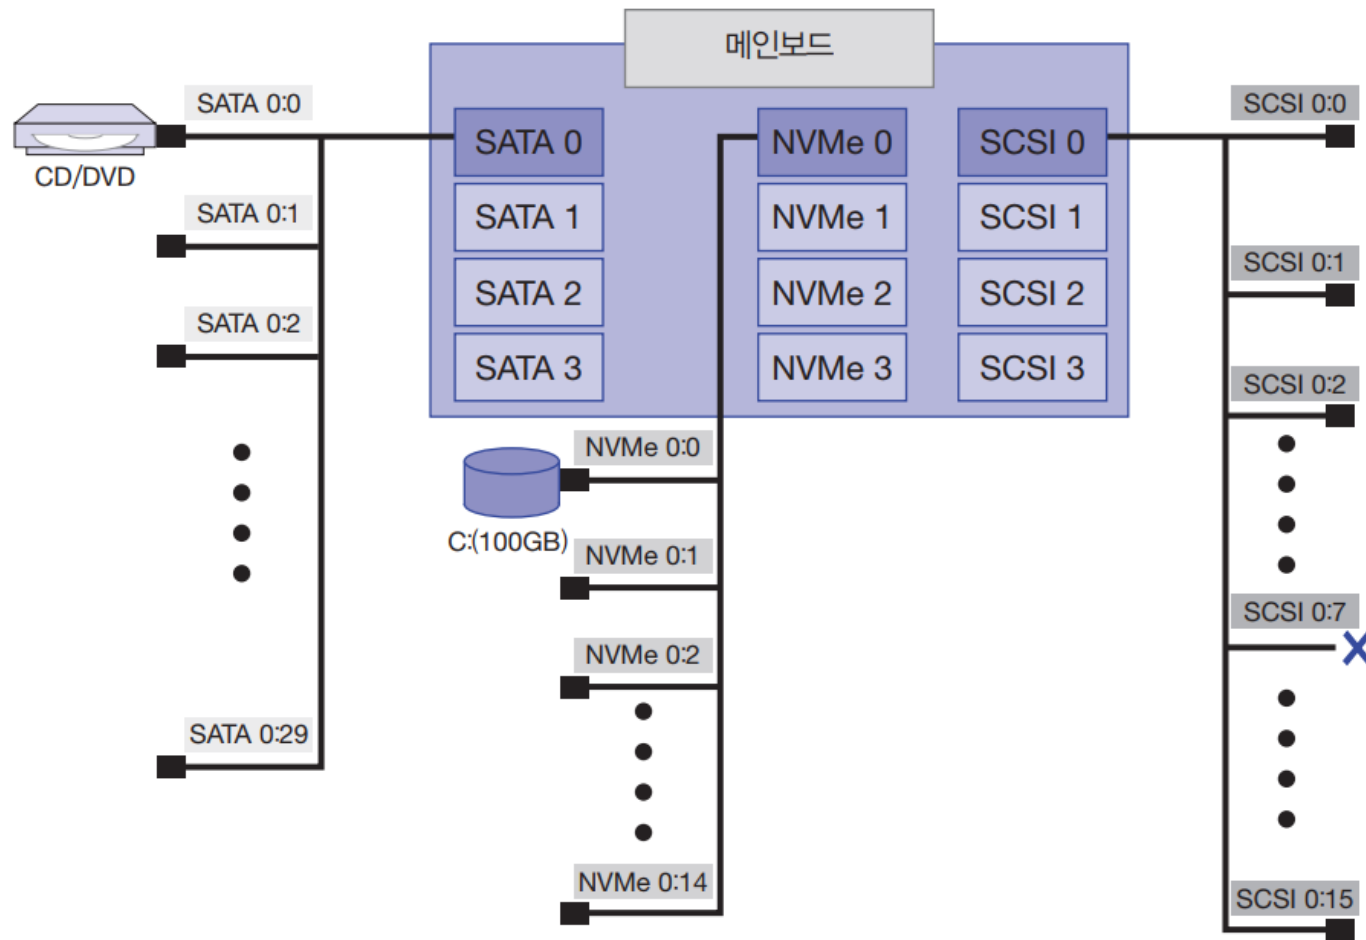 메인보드
SATA 0:0
CD/DVD
SATA 0:1
SATA 0:2
SATA 0:29
SATA 0
SATA 1
SATA 2
SATA 3
NVMe 0
NVMe 1
NVMe 2
NVMe 3
SCSI 0
SCSI 1
SCSI 2
SCSI 3
NVMe 0:0
C:(100GB)
NVMe 0:1
NVMe 0:2
NVMe 0:14
SCSI 0:0
SCSI 0:1
SCSI 0:2
SCSI 0:7
SCSI 0:15